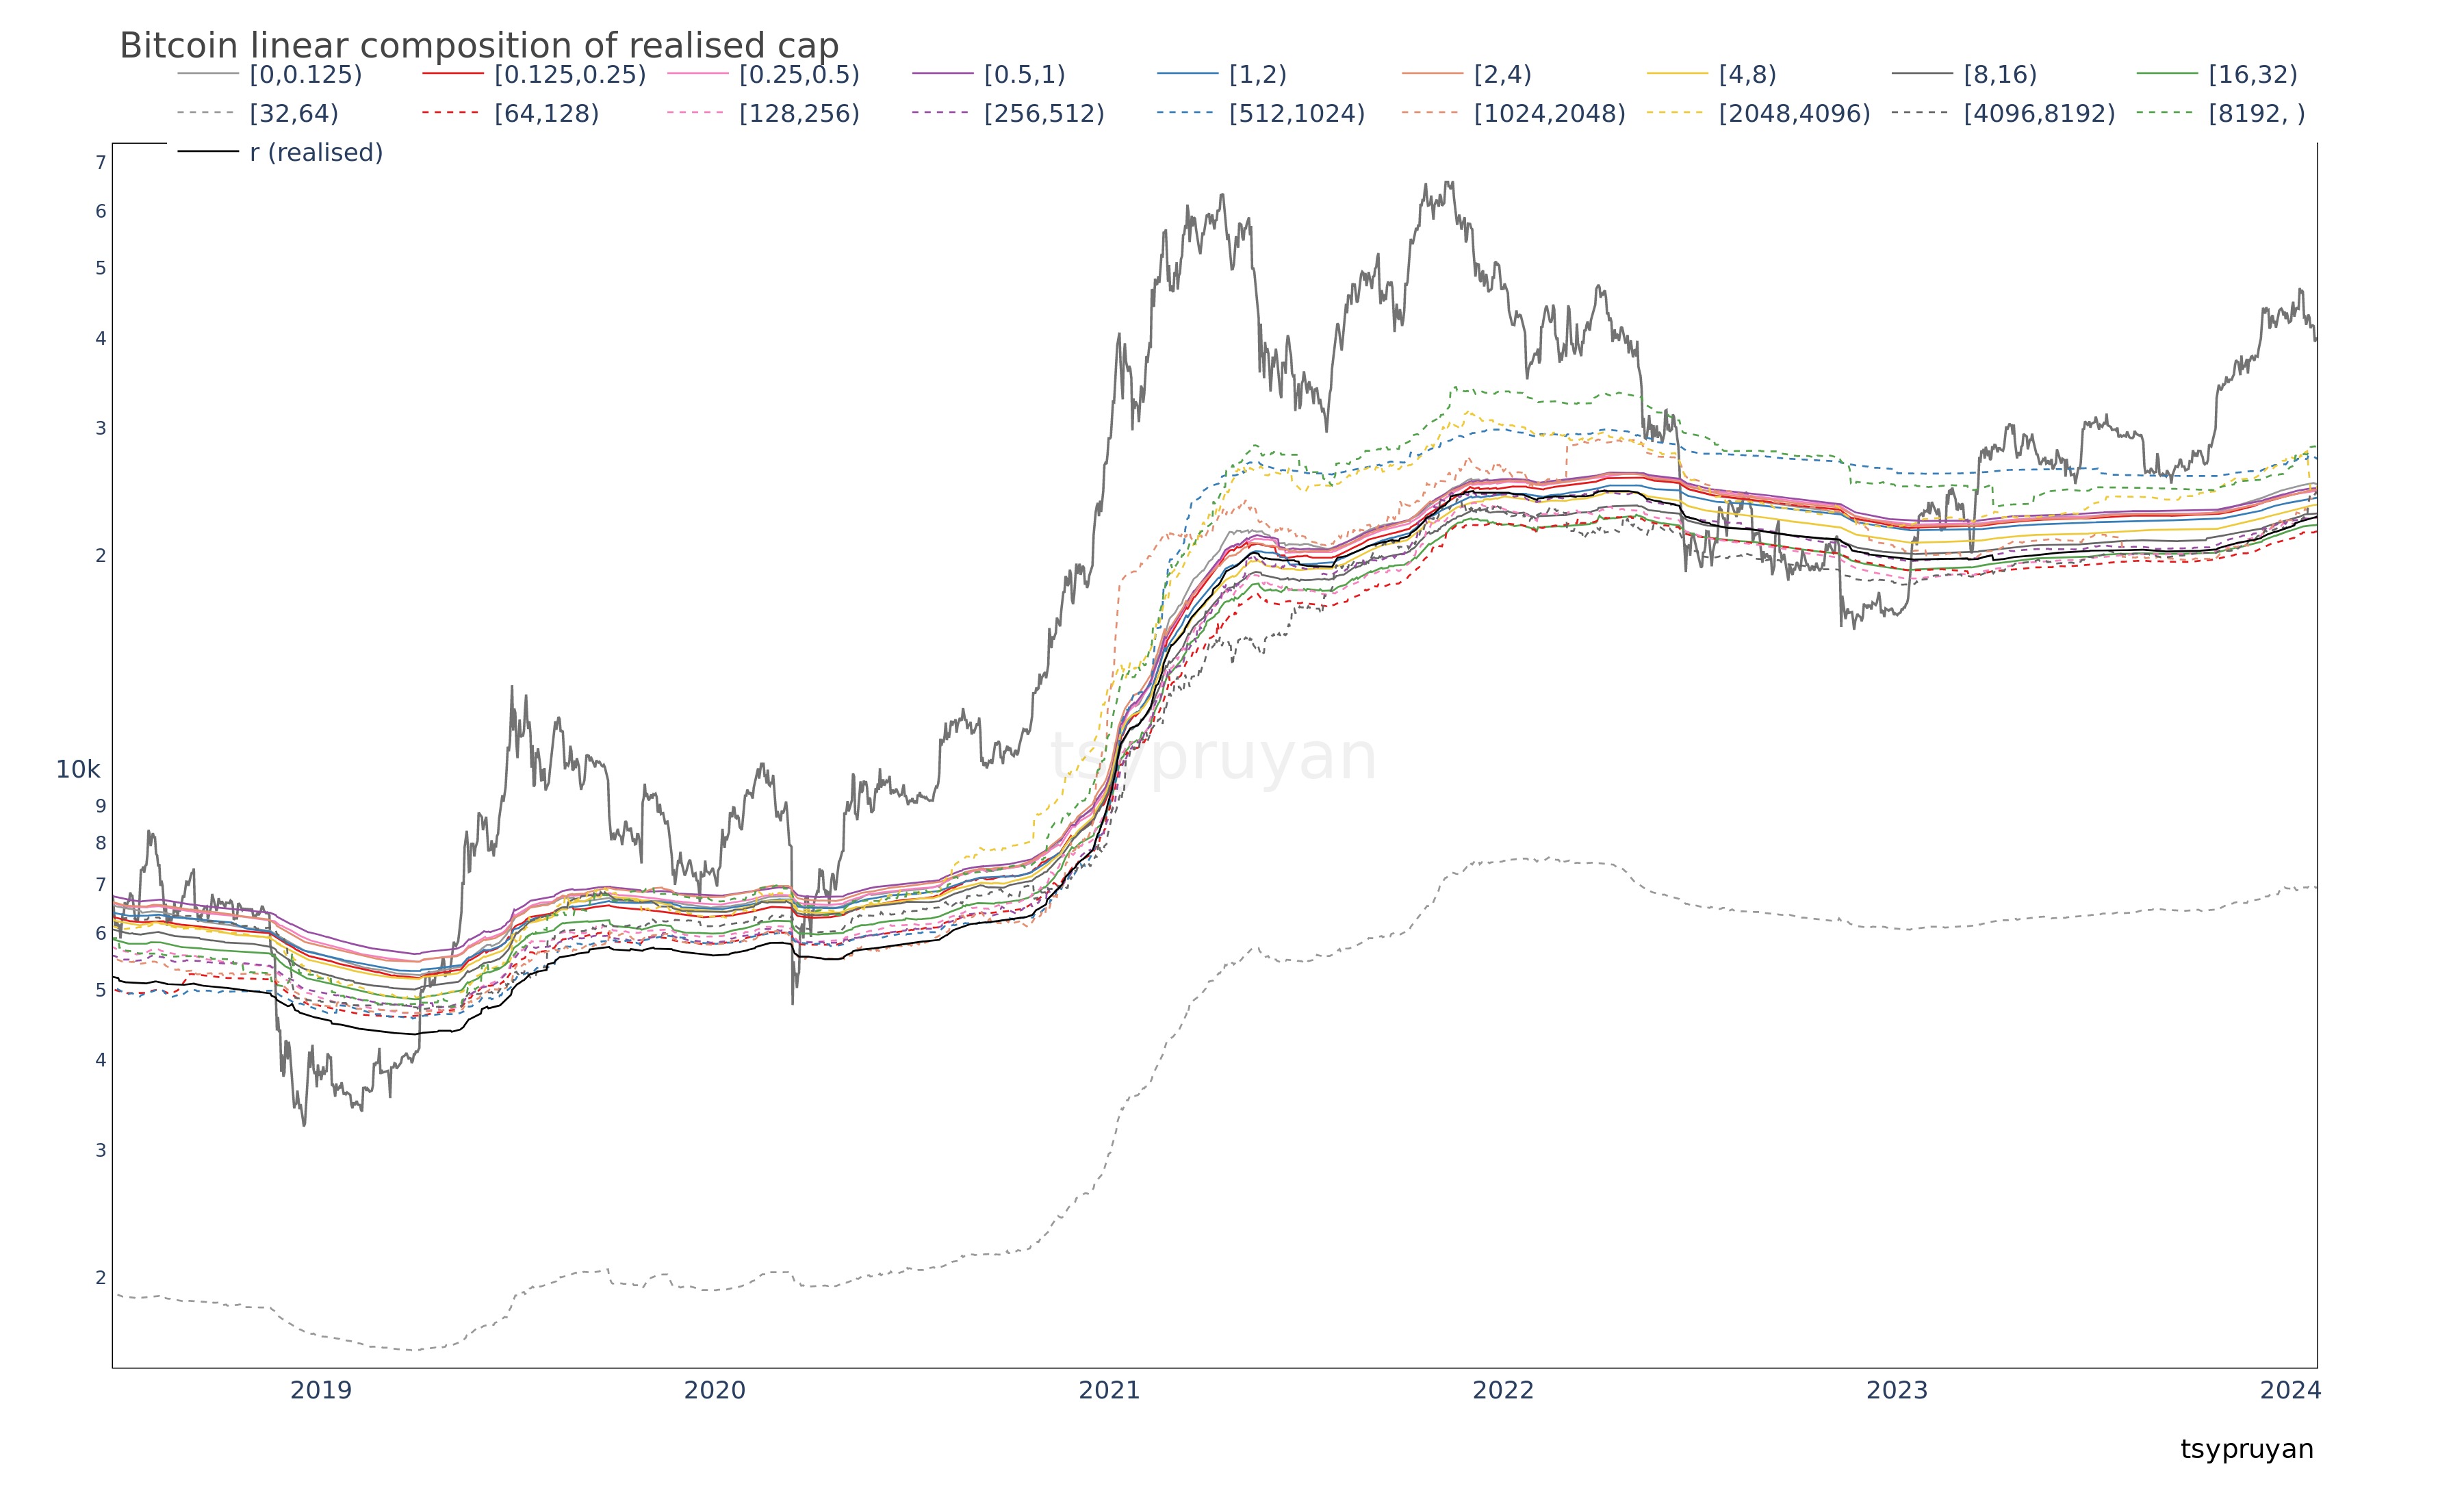 Bitcoin linear composition of realised cap
[0,0.125) [0.125,0.25) [0.25,0.5) [0.5,1) [1,2) [2,4) [4,8) [8,16) [16,32)
[32,64) [64,128) [128,256) [256,512) [512,1024) [1024,2048) [2048,4096) [4096,8192) [8192, )
r (realised)
7
6
5
4
3
2
tsypruyan
10k
9
8
7
6
5
4
3
2
2019 2020 2021 2022 2023 2024
tsypruyan